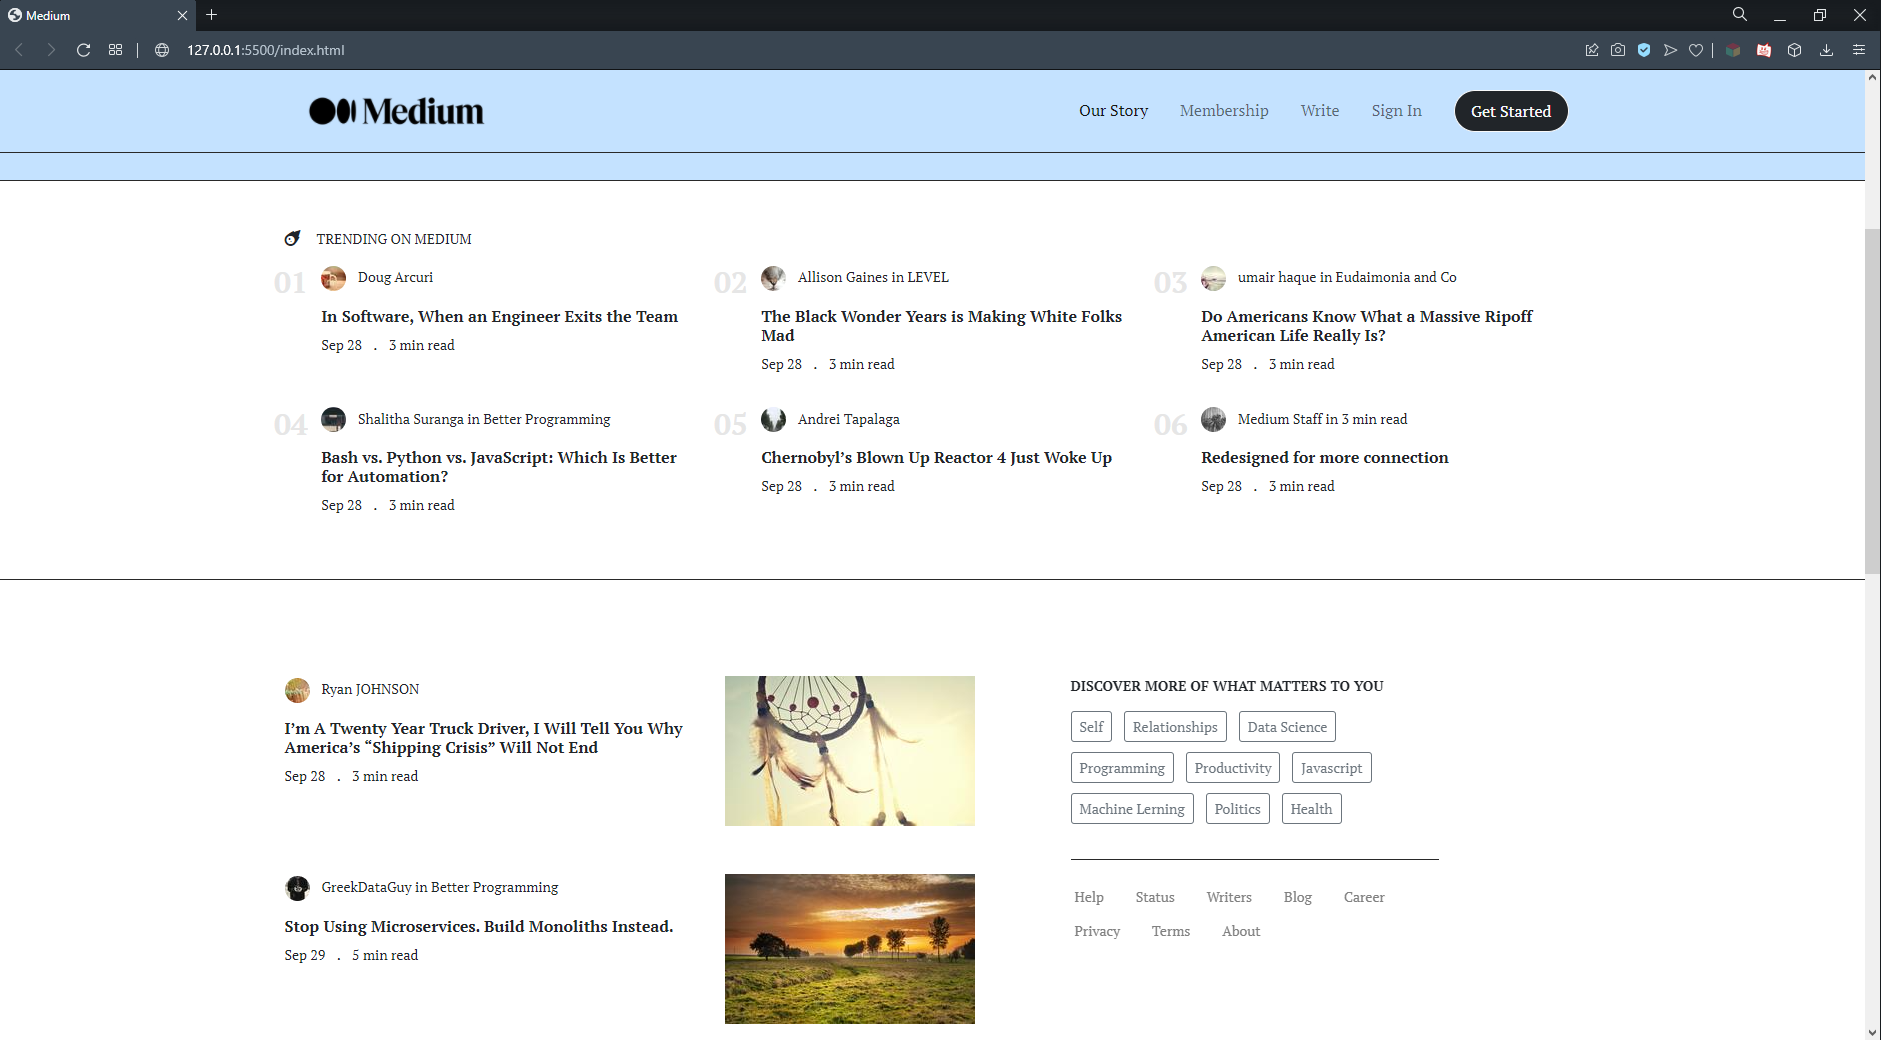 Medium
127.0.0.1:5500/index.html
Medium
Our Story Membership Write Sign In Get Started
TRENDING ON MEDIUM
01 Doug Arcuri
In Software, When an Engineer Exits the Team
Sep 28 . 3 min read
02 Allison Gaines in LEVEL
The Black Wonder Years is Making White Folks
Mad
Sep 28 . 3 min read
03 umair haque in Eudaimonia and Co
Do Americans Know What a Massive Ripoff
American Life Really Is?
Sep 28 . 3 min read
04 Shalitha Suranga in Better Programming
Bash vs. Python vs. JavaScript: Which Is Better
for Automation?
Sep 28 . 3 min read
05 Andrei Tapalaga
Chernobyl’s Blown Up Reactor 4 Just Woke Up
Sep 28 . 3 min read
06 Medium Staff in 3 min read
Redesigned for more connection
Sep 28 . 3 min read
Ryan JOHNSON
I’m A Twenty Year Truck Driver, I Will Tell You Why
America’s “Shipping Crisis” Will Not End
Sep 28 . 3 min read
GreekDataGuy in Better Programming
Stop Using Microservices. Build Monoliths Instead.
Sep 29 . 5 min read
DISCOVER MORE OF WHAT MATTERS TO YOU
Self Relationships Data Science
Programming Productivity Javascript
Machine Lerning Politics Health
Help Status Writers Blog Career
Privacy Terms About